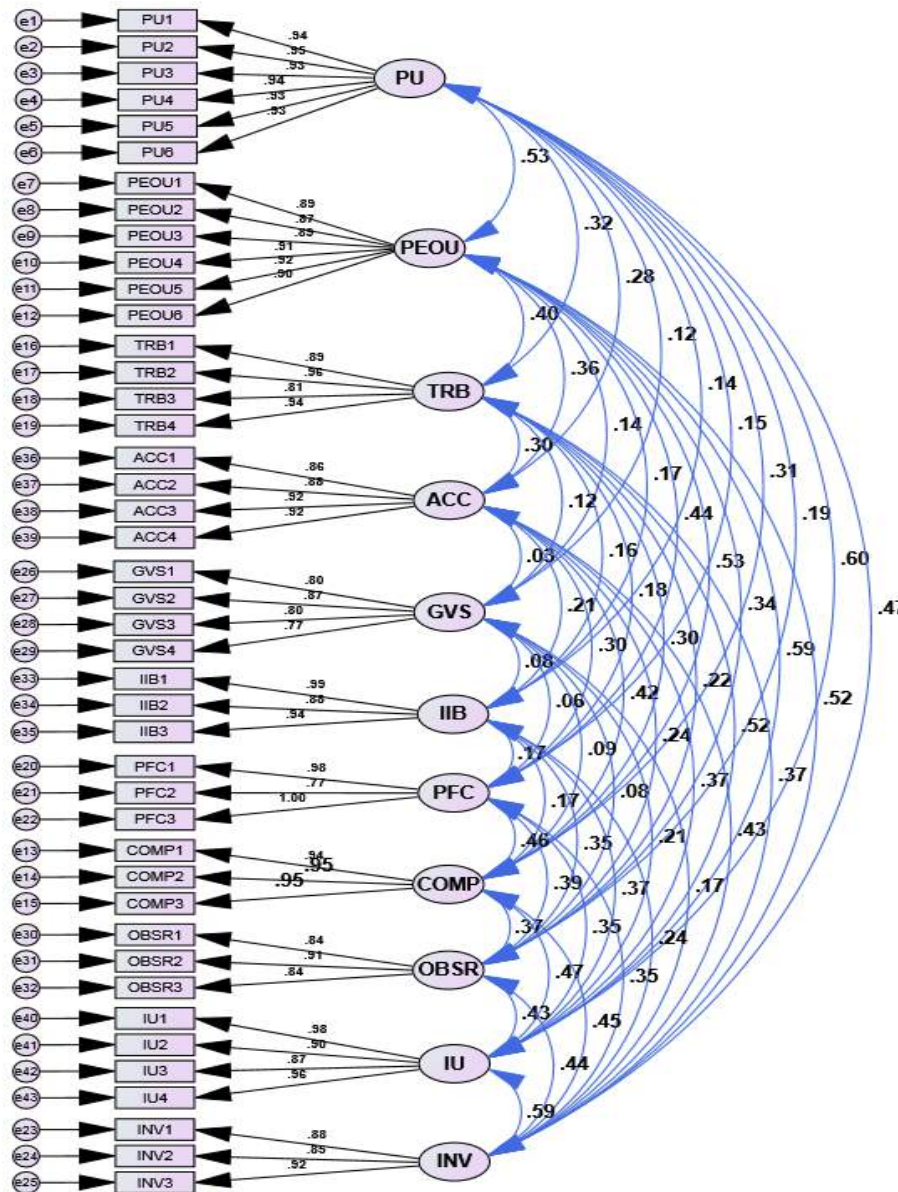 e1 PU1 .94
e2 PU2 .95
e3 PU3 .93
e4 PU4 .94
e5 PU5 .93
e6 PU6 .93
PU
e7 PEOU1 .89
e8 PEOU2 .87
e9 PEOU3 .89
e10 PEOU4 .91
e11 PEOU5 .92
e12 PEOU6 .90
PEOU
e16 TRB1 .89
e17 TRB2 .96
e18 TRB3 .81
e19 TRB4 .94
TRB
e36 ACC1 .86
e37 ACC2 .88
e38 ACC3 .92
e39 ACC4 .92
ACC
e26 GVS1 .80
e27 GVS2 .87
e28 GVS3 .80
e29 GVS4 .77
GVS
e33 IIB1 .99
e34 IIB2 .88
e35 IIB3 .94
IIB
e20 PFC1 .98
e21 PFC2 .77
e22 PFC3 1.00
PFC
e13 COMP1 .94
e14 COMP2 .95
e15 COMP3 .95
COMP
e30 OBSR1 .84
e31 OBSR2 .91
e32 OBSR3 .84
OBSR
e40 IU1 .98
e41 IU2 .90
e42 IU3 .87
e43 IU4 .96
IU
e23 INV1 .88
e24 INV2 .85
e25 INV3 .92
INV
.53
.32
.28
.12
.14
.15
.31
.19
.60
.47
.40
.36
.14
.17
.44
.53
.34
.59
.52
.30
.12
.16
.18
.30
.22
.52
.37
.03
.21
.30
.42
.24
.37
.43
.08
.06
.09
.08
.21
.17
.17
.17
.35
.37
.24
.46
.39
.35
.35
.37
.47
.45
.43
.44
.59